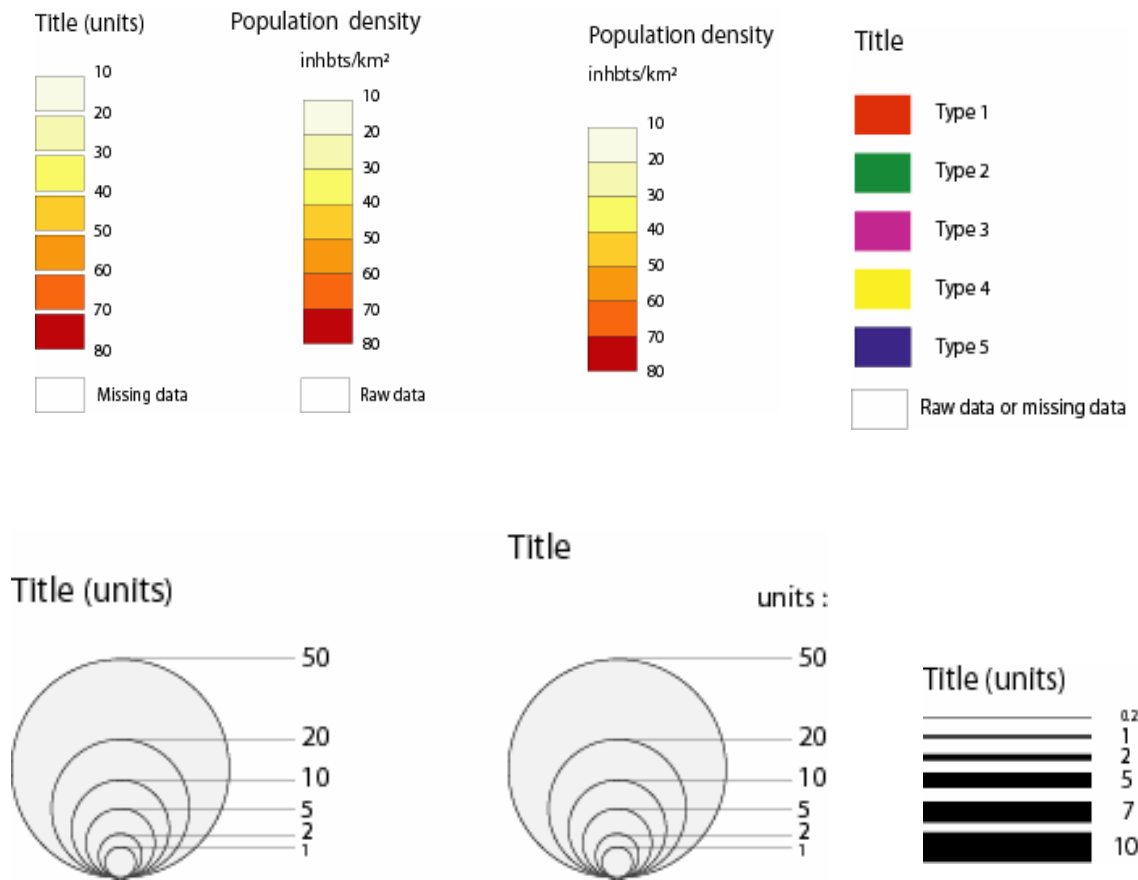 Title (units)
10
20
30
40
50
60
70
80
Missing data
Population density
inhbts/km²
10
20
30
40
50
60
70
80
Raw data
Population density
inhbts/km²
10
20
30
40
50
60
70
80
Title
Type 1
Type 2
Type 3
Type 4
Type 5
Raw data or missing data
Title (units)
50
20
10
5
2
1
Title
units :
50
20
10
5
2
1
Title (units)
0.2
1
2
5
7
10